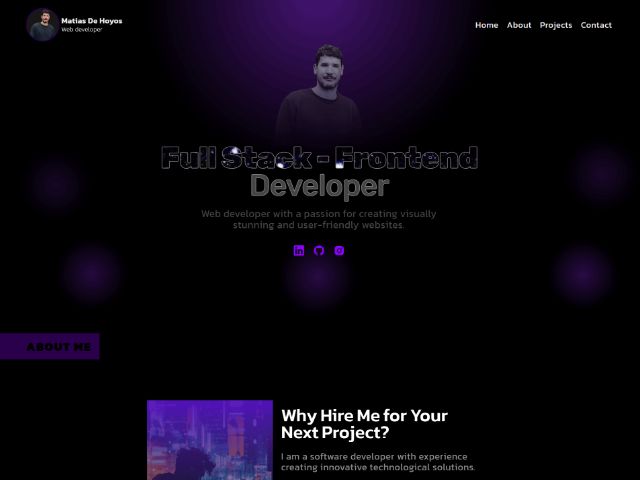 Matias De Hoyos
Web developer
Home About Projects Contact
Full Stack - Frontend
Developer
Web developer with a passion for creating visually
stunning and user-friendly websites.
ABOUT ME
Why Hire Me for Your
Next Project?
I am a software developer with experience
creating innovative technological solutions.